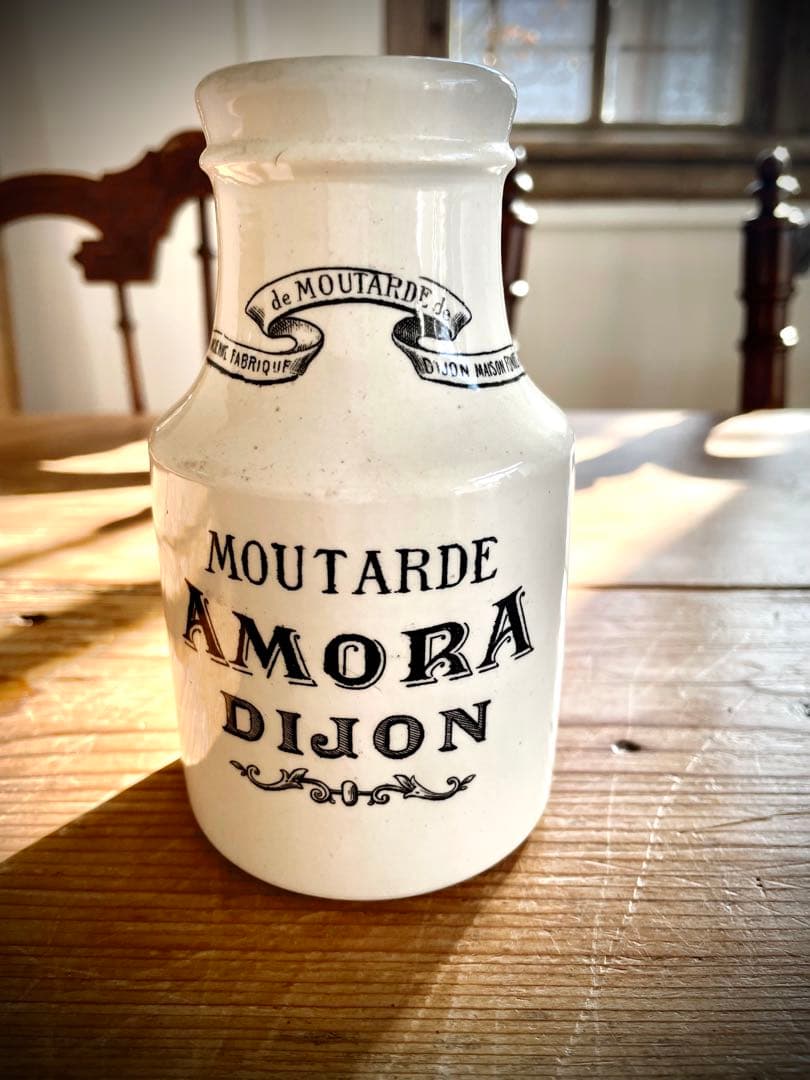 de MOUTARDE de
FABRIQUE
DIJON MAISON
MOUTARDE
AMORA
DIJON